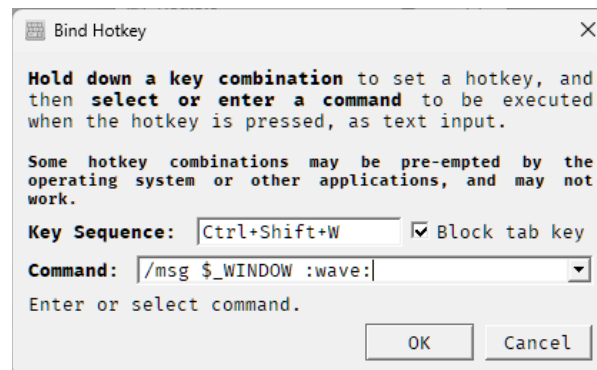 Bind Hotkey
Hold down a key combination to set a hotkey, and
then select or enter a command to be executed
when the hotkey is pressed, as text input.
Some hotkey combinations may be pre-empted by the
operating system or other applications, and may not
work.
Key Sequence: Ctrl+Shift+W Block tab key
Command: /msg $_WINDOW :wave:
Enter or select command.
OK Cancel